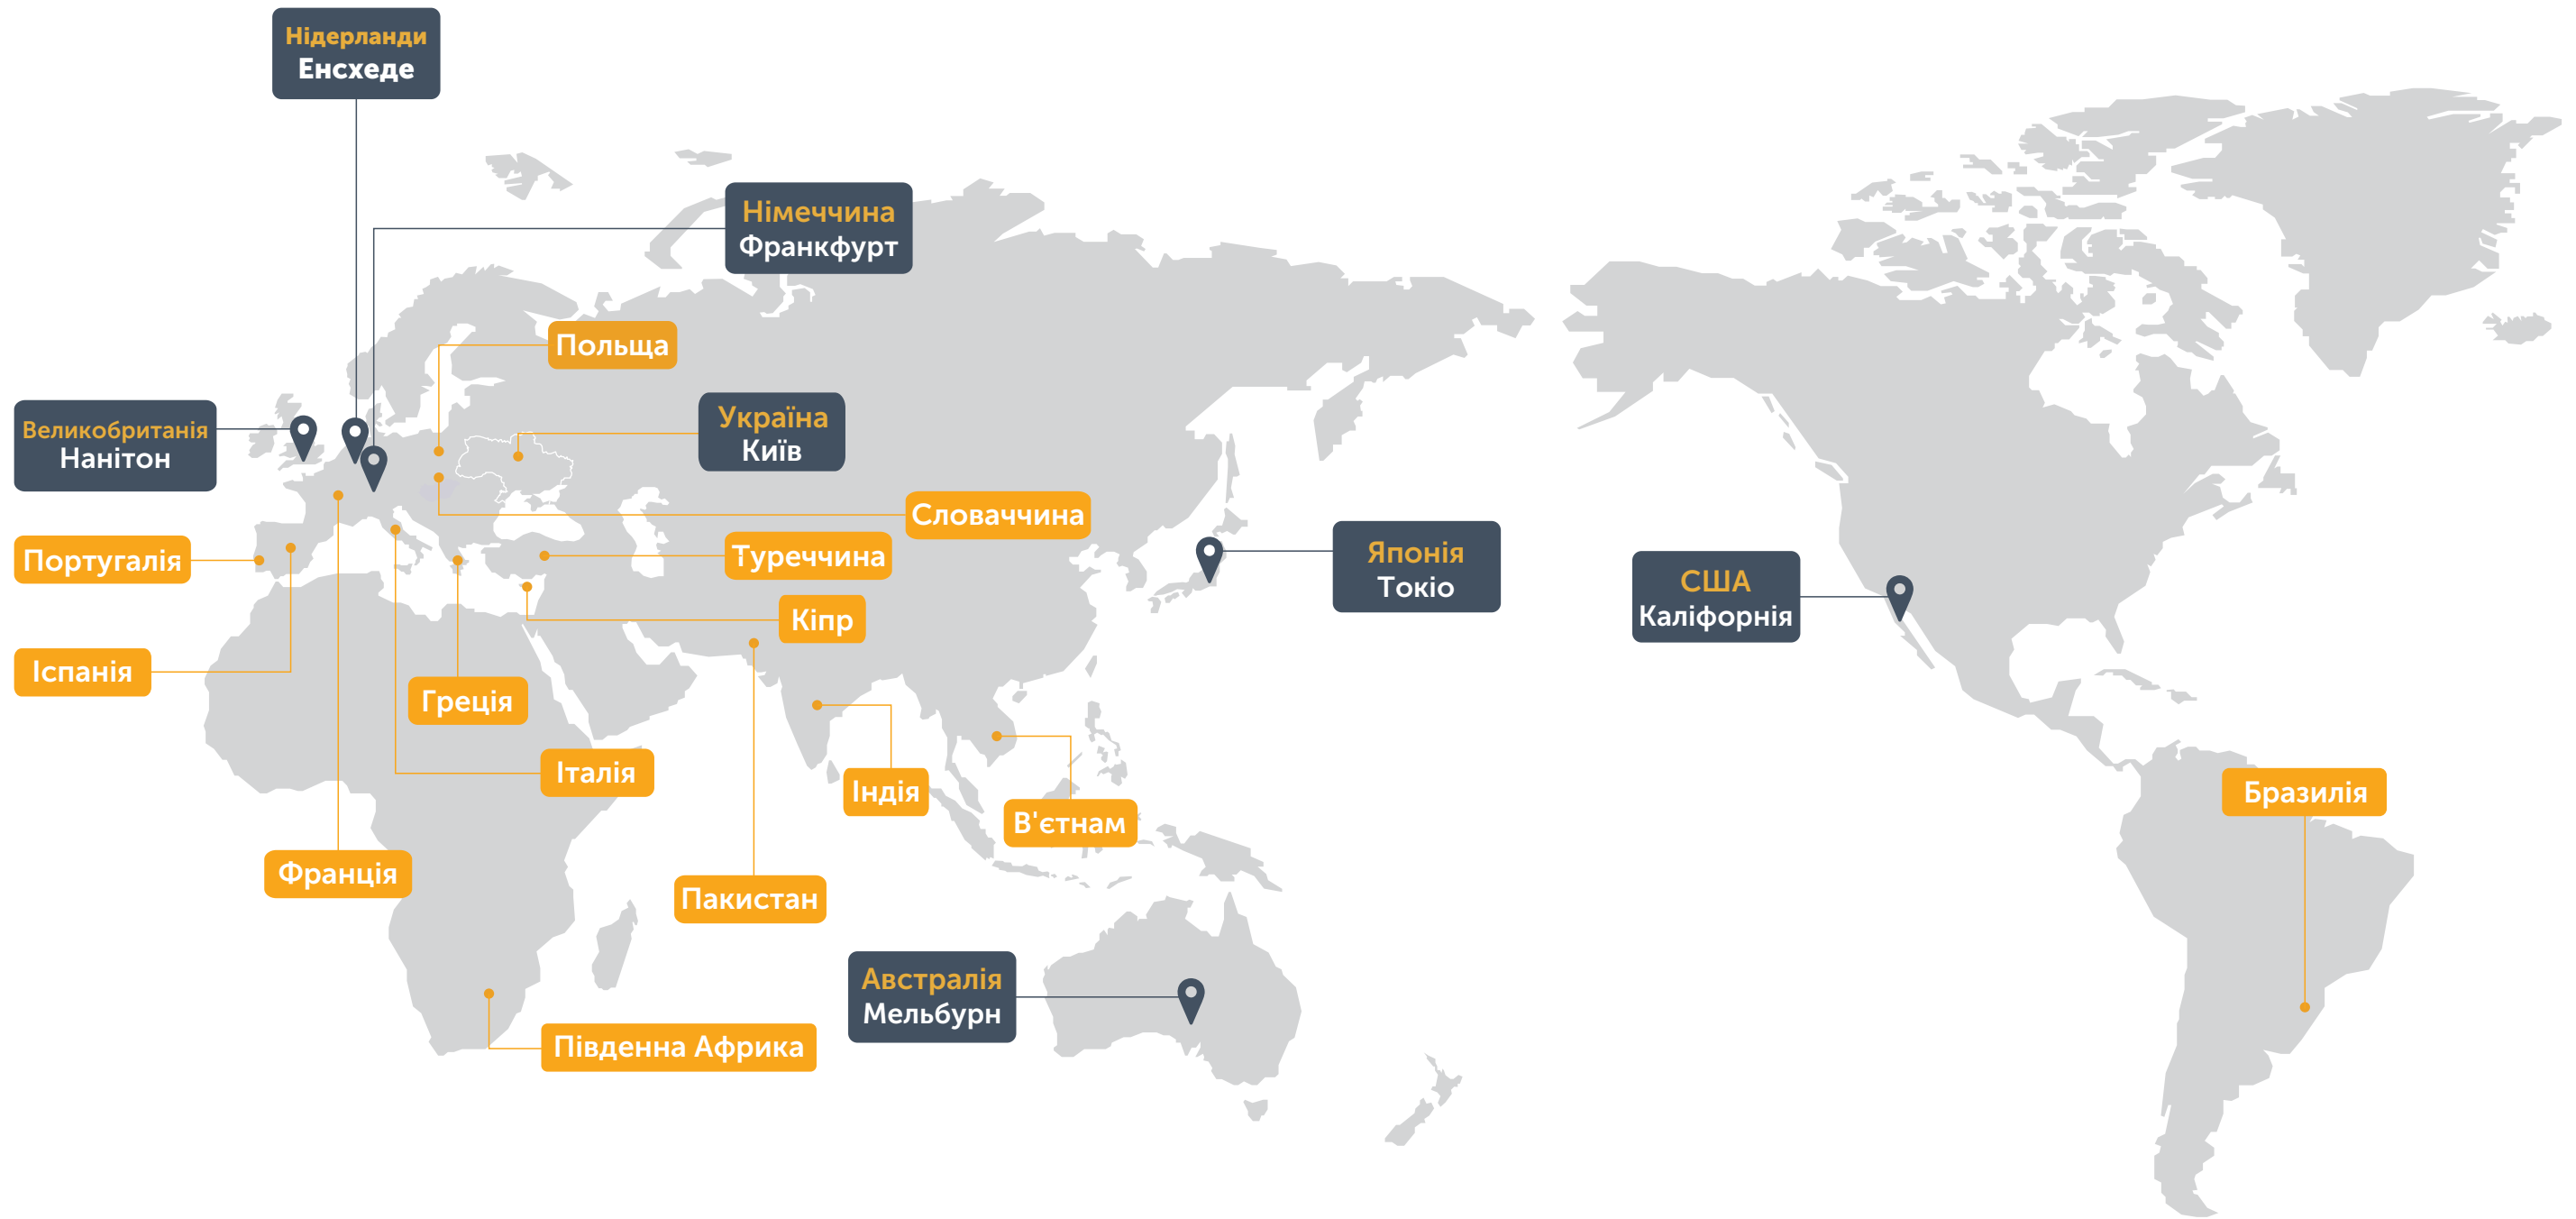 Нідерланди
Енсхеде
Німеччина
Франкфурт
Польща
Великобританія
Нанітон
Україна
Київ
Словаччина
Португалія
Туреччина
Японія
Токіо
США
Каліфорнія
Кіпр
Іспанія
Греція
Італія
Індія
В'єтнам
Бразилія
Франція
Пакистан
Австралія
Мельбурн
Південна Африка